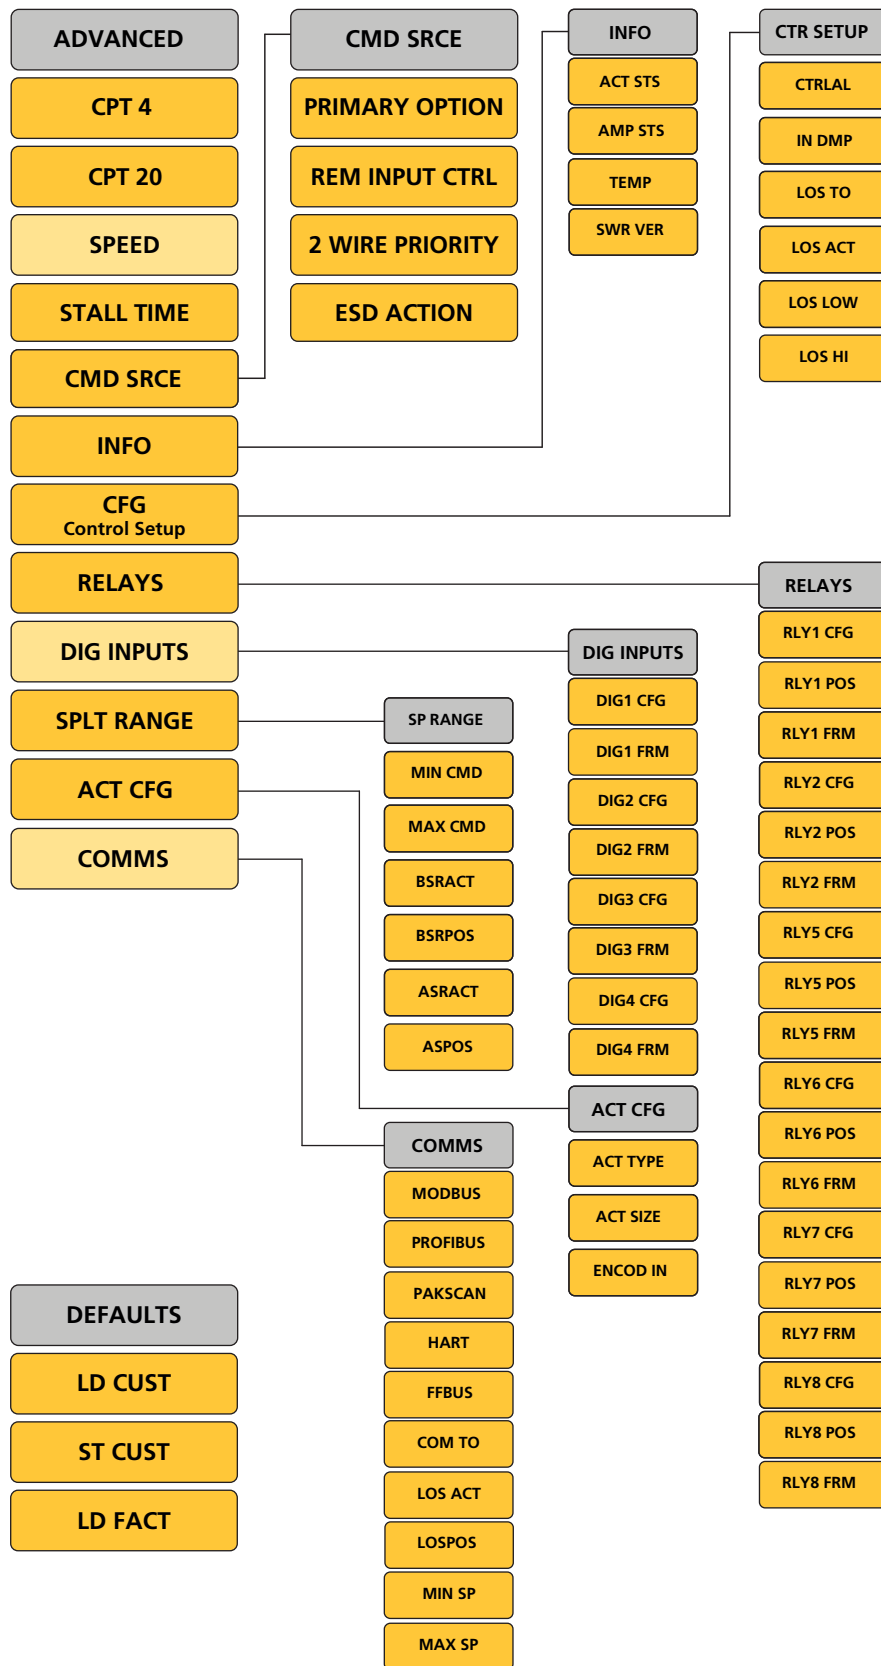 ADVANCED
CPT 4
CPT 20
SPEED
STALL TIME
CMD SRCE
INFO
CFG
Control Setup
RELAYS
DIG INPUTS
SPLT RANGE
ACT CFG
COMMS
DEFAULTS
LD CUST
ST CUST
LD FACT
CMD SRCE
PRIMARY OPTION
REM INPUT CTRL
2 WIRE PRIORITY
ESD ACTION
SP RANGE
MIN CMD
MAX CMD
BSRACT
BSRPOS
ASRACT
ASPOS
COMMS
MODBUS
PROFIBUS
PAKSCAN
HART
FFBUS
COM TO
LOS ACT
LOSPOS
MIN SP
MAX SP
INFO
ACT STS
AMP STS
TEMP
SWR VER
DIG INPUTS
DIG1 CFG
DIG1 FRM
DIG2 CFG
DIG2 FRM
DIG3 CFG
DIG3 FRM
DIG4 CFG
DIG4 FRM
ACT CFG
ACT TYPE
ACT SIZE
ENCOD IN
CTR SETUP
CTRLAL
IN DMP
LOS TO
LOS ACT
LOS LOW
LOS HI
RELAYS
RLY1 CFG
RLY1 POS
RLY1 FRM
RLY2 CFG
RLY2 POS
RLY2 FRM
RLY5 CFG
RLY5 POS
RLY5 FRM
RLY6 CFG
RLY6 POS
RLY6 FRM
RLY7 CFG
RLY7 POS
RLY7 FRM
RLY8 CFG
RLY8 POS
RLY8 FRM